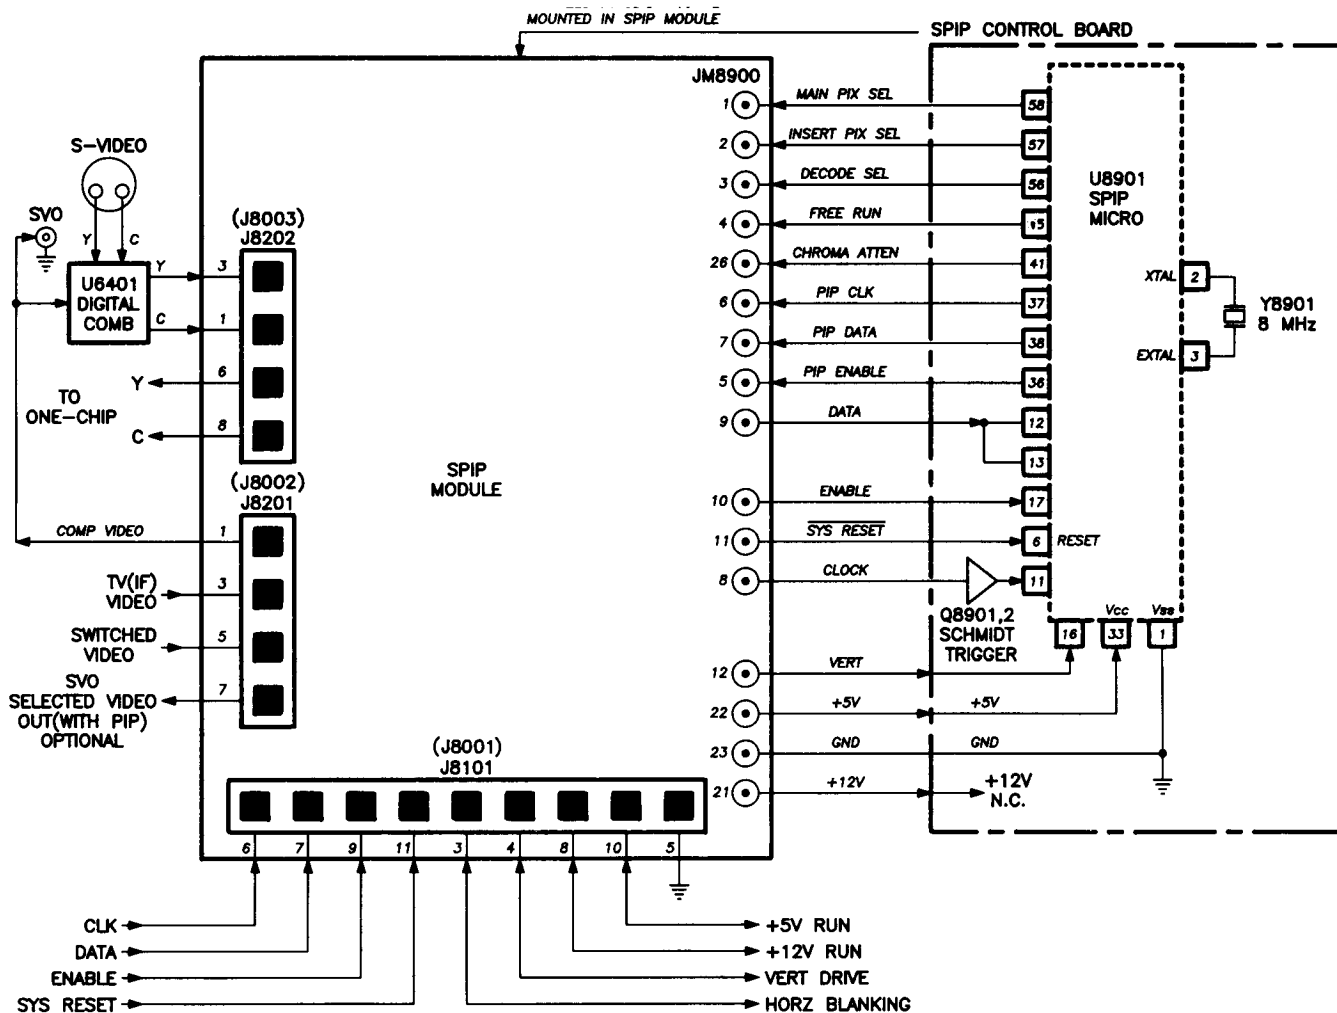 MOUNTED IN SPIP MODULE
SPIP CONTROL BOARD
JM8900
1 MAIN PIX SEL 58
2 INSERT PIX SEL 57
3 DECODE SEL 56
4 FREE RUN 45
26 CHROMA ATTEN 41
6 PIP CLK 37
7 PIP DATA 38
5 PIP ENABLE 36
9 DATA 12
13
10 ENABLE 17
11 SYS RESET 6 RESET
8 CLOCK 11
Q8901,2
SCHMIDT
TRIGGER
12 VERT 16
22 +5V +5V 33 Vcc
23 GND GND 1 Vss
21 +12V +12V
N.C.
U8901
SPIP
MICRO
XTAL 2
EXTAL 3
Y8901
8 MHz
S-VIDEO
SVO
Y C
U6401
DIGITAL
COMB
Y 3
C 1
(J8003)
J8202
Y 6
C 8
TO
ONE-CHIP
SPIP
MODULE
(J8002)
J8201
COMP VIDEO 1
TV(IF)
VIDEO 3
SWITCHED
VIDEO 5
SVO
SELECTED VIDEO
OUT(WITH PIP)
OPTIONAL
7
(J8001)
J8101
6 7 9 11 3 4 8 10 5
CLK
DATA
ENABLE
SYS RESET
+5V RUN
+12V RUN
VERT DRIVE
HORZ BLANKING